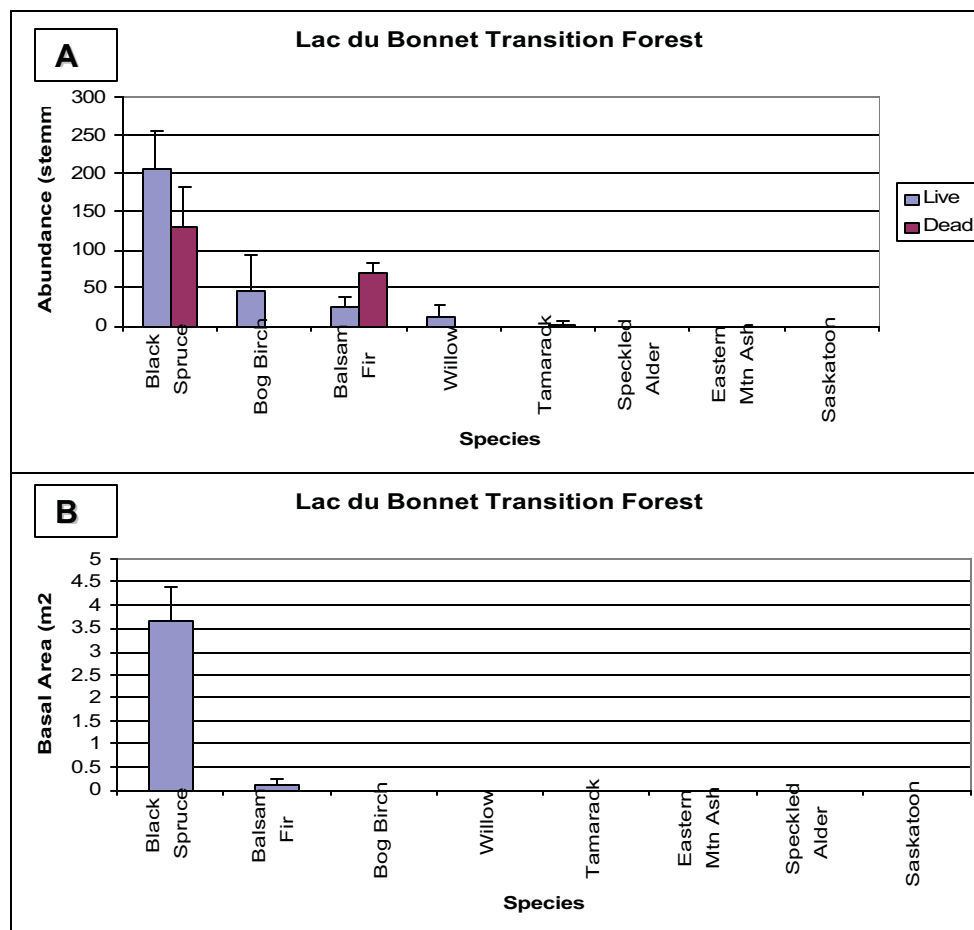 A
Lac du Bonnet Transition Forest
Abundance (stemm
300
250
200
150
100
50
0
Live
Dead
Black
Spruce
Bog Birch
Balsam
Fir
Willow
Tamarack
Speckled
Alder
Eastern
Mtn Ash
Saskatoon
Species
B
Lac du Bonnet Transition Forest
Basal Area (m2
5
4.5
4
3.5
3
2.5
2
1.5
1
0.5
0
Black
Spruce
Balsam
Fir
Bog Birch
Willow
Tamarack
Eastern
Mtn Ash
Speckled
Alder
Saskatoon
Species